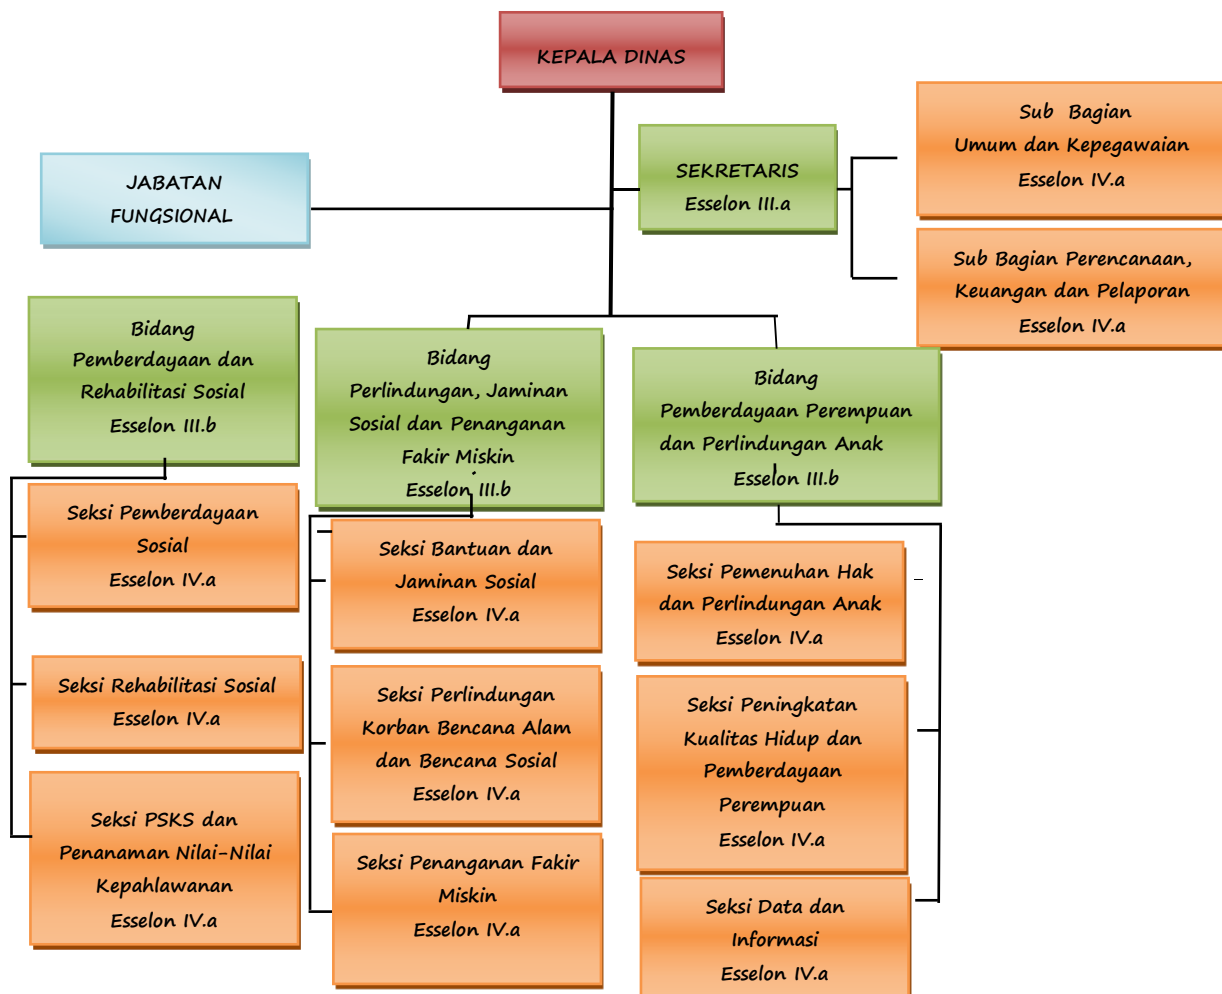 KEPALA DINAS
Sub Bagian
Umum dan Kepegawaian
Esselon IV.a
SEKRETARIS
Esselon III.a
JABATAN
FUNGSIONAL
Sub Bagian Perencanaan,
Keuangan dan Pelaporan
Esselon IV.a
Bidang
Pemberdayaan dan
Rehabilitasi Sosial
Esselon III.b
Bidang
Perlindungan, Jaminan
Sosial dan Penanganan
Fakir Miskin
Esselon III.b
Bidang
Pemberdayaan Perempuan
dan Perlindungan Anak
Esselon III.b
Seksi Pemberdayaan
Sosial
Esselon IV.a
Seksi Rehabilitasi Sosial
Esselon IV.a
Seksi PSKS dan
Penanaman Nilai-Nilai
Kepahlawanan
Esselon IV.a
Seksi Bantuan dan
Jaminan Sosial
Esselon IV.a
Seksi Perlindungan
Korban Bencana Alam
dan Bencana Sosial
Esselon IV.a
Seksi Penanganan Fakir
Miskin
Esselon IV.a
Seksi Pemenuhan Hak
dan Perlindungan Anak
Esselon IV.a
Seksi Peningkatan
Kualitas Hidup dan
Pemberdayaan
Perempuan
Esselon IV.a
Seksi Data dan
Informasi
Esselon IV.a